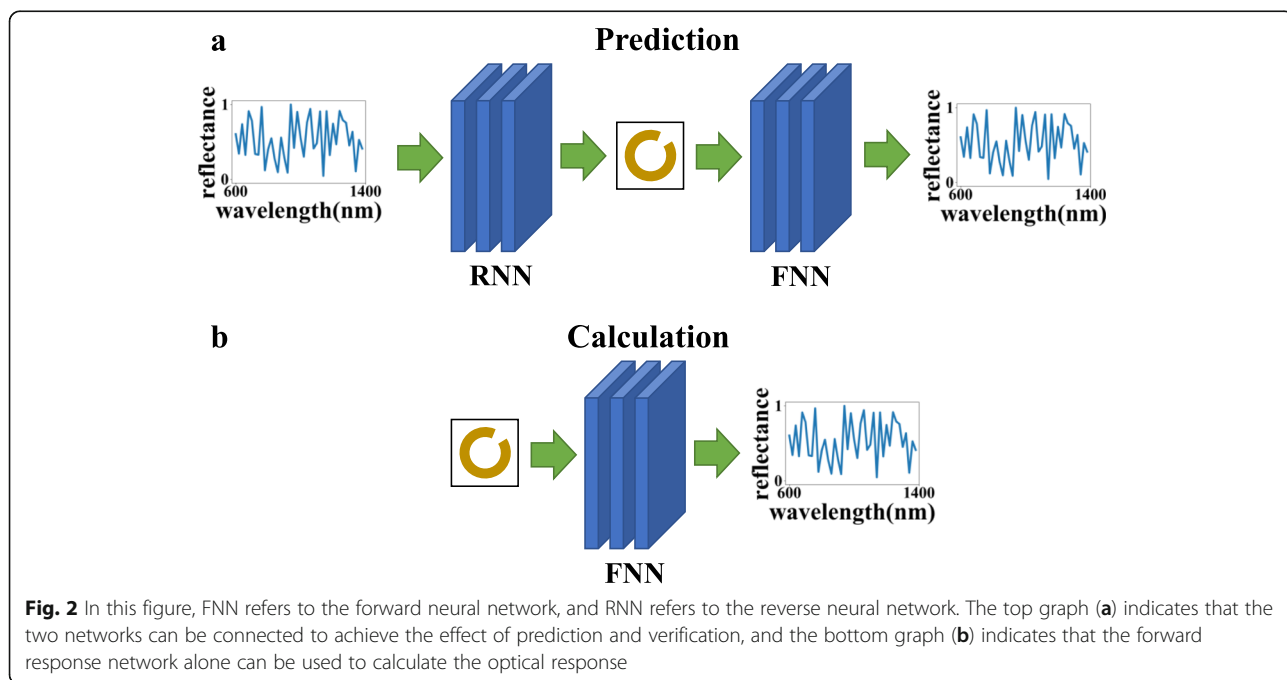 a
Prediction
1
reflectance
0
600
1400
wavelength(nm)
RNN
FNN
1
reflectance
0
600
1400
wavelength(nm)
b
Calculation
FNN
1
reflectance
0
600
1400
wavelength(nm)
Fig. 2 In this figure, FNN refers to the forward neural network, and RNN refers to the reverse neural network. The top graph (a) indicates that the
two networks can be connected to achieve the effect of prediction and verification, and the bottom graph (b) indicates that the forward
response network alone can be used to calculate the optical response